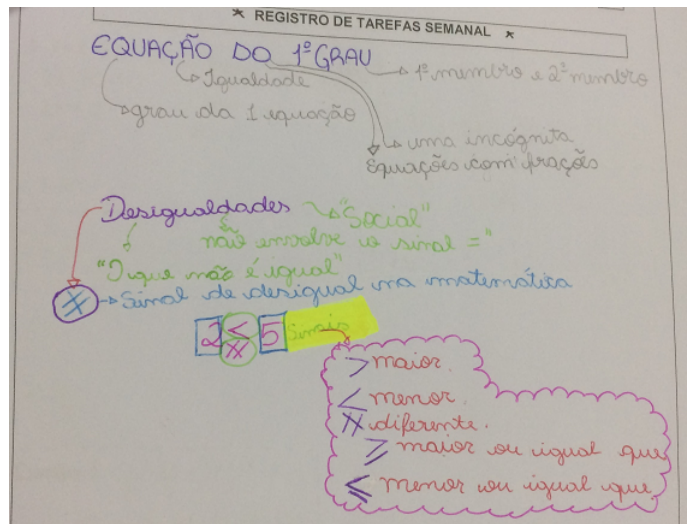 ★ REGISTRO DE TAREFAS SEMANAL ★
EQUAÇÃO DO 1º GRAU
Igualdade
1º membro e 2º membro
grau da 1 equação
uma incógnita
Equações com frações
Desigualdades "Social"
não envolve o sinal ="
"O que não é igual"
≠ Sinal de desigual na matemática
2 < 5 Sinais
≠
> maior.
< menor.
≠ diferente.
≥ maior ou igual que
≤ menor ou igual que